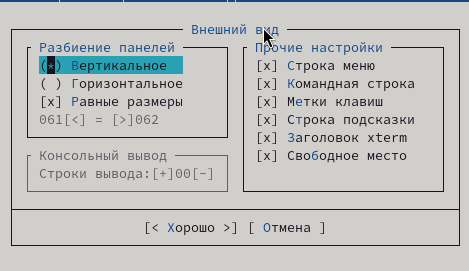 Внешний вид
Разбиение панелей
(*) Вертикальное
( ) Горизонтальное
[x] Равные размеры
061[<] = [>]062
Консольный вывод
Строки вывода:[+]00[-]
Прочие настройки
[x] Строка меню
[x] Командная строка
[x] Метки клавиш
[x] Строка подсказки
[x] Заголовок xterm
[x] Свободное место
[< Хорошо >] [ Отмена ]